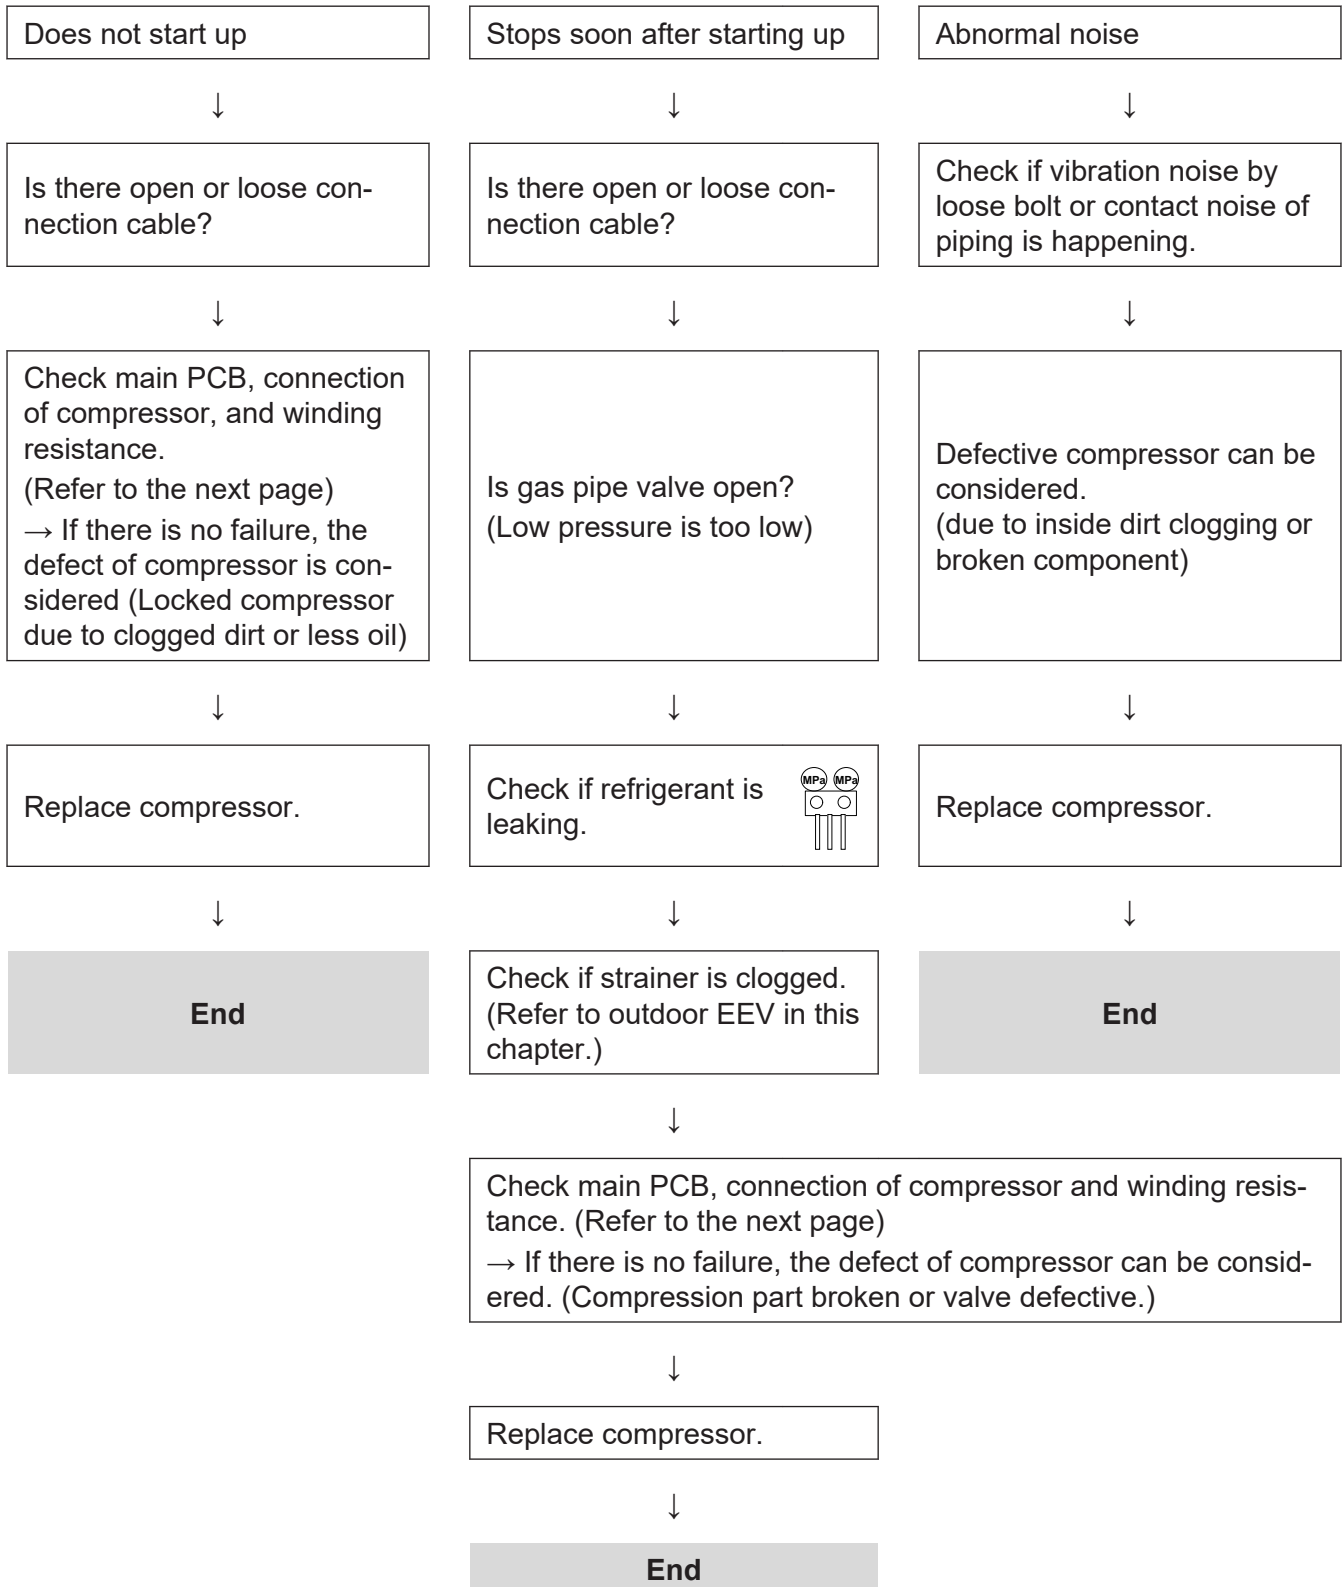 Does not start up
↓
Is there open or loose con-
nection cable?
↓
Check main PCB, connection
of compressor, and winding
resistance.
(Refer to the next page)
→ If there is no failure, the
defect of compressor is con-
sidered (Locked compressor
due to clogged dirt or less oil)
↓
Replace compressor.
↓
End
Stops soon after starting up
↓
Is there open or loose con-
nection cable?
↓
Is gas pipe valve open?
(Low pressure is too low)
↓
Check if refrigerant is
leaking.
MPa MPa
↓
Check if strainer is clogged.
(Refer to outdoor EEV in this
chapter.)
↓
Check main PCB, connection of compressor and winding resis-
tance. (Refer to the next page)
→ If there is no failure, the defect of compressor can be consid-
ered. (Compression part broken or valve defective.)
↓
Replace compressor.
↓
End
Abnormal noise
↓
Check if vibration noise by
loose bolt or contact noise of
piping is happening.
↓
Defective compressor can be
considered.
(due to inside dirt clogging or
broken component)
↓
Replace compressor.
↓
End